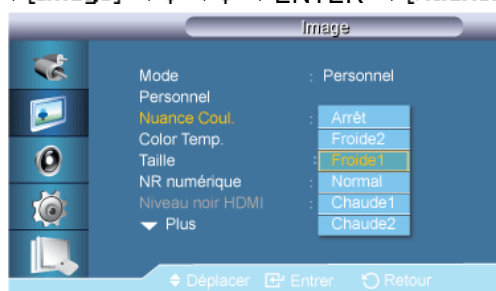 Image
Mode : Personnel
Personnel
Nuance Coul. : Arrêt
Color Temp. Froide2
Taille : Froide1
NR numérique : Normal
Niveau noir HDMI : Chaude1
Plus Chaude2
Déplacer Entrer Retour